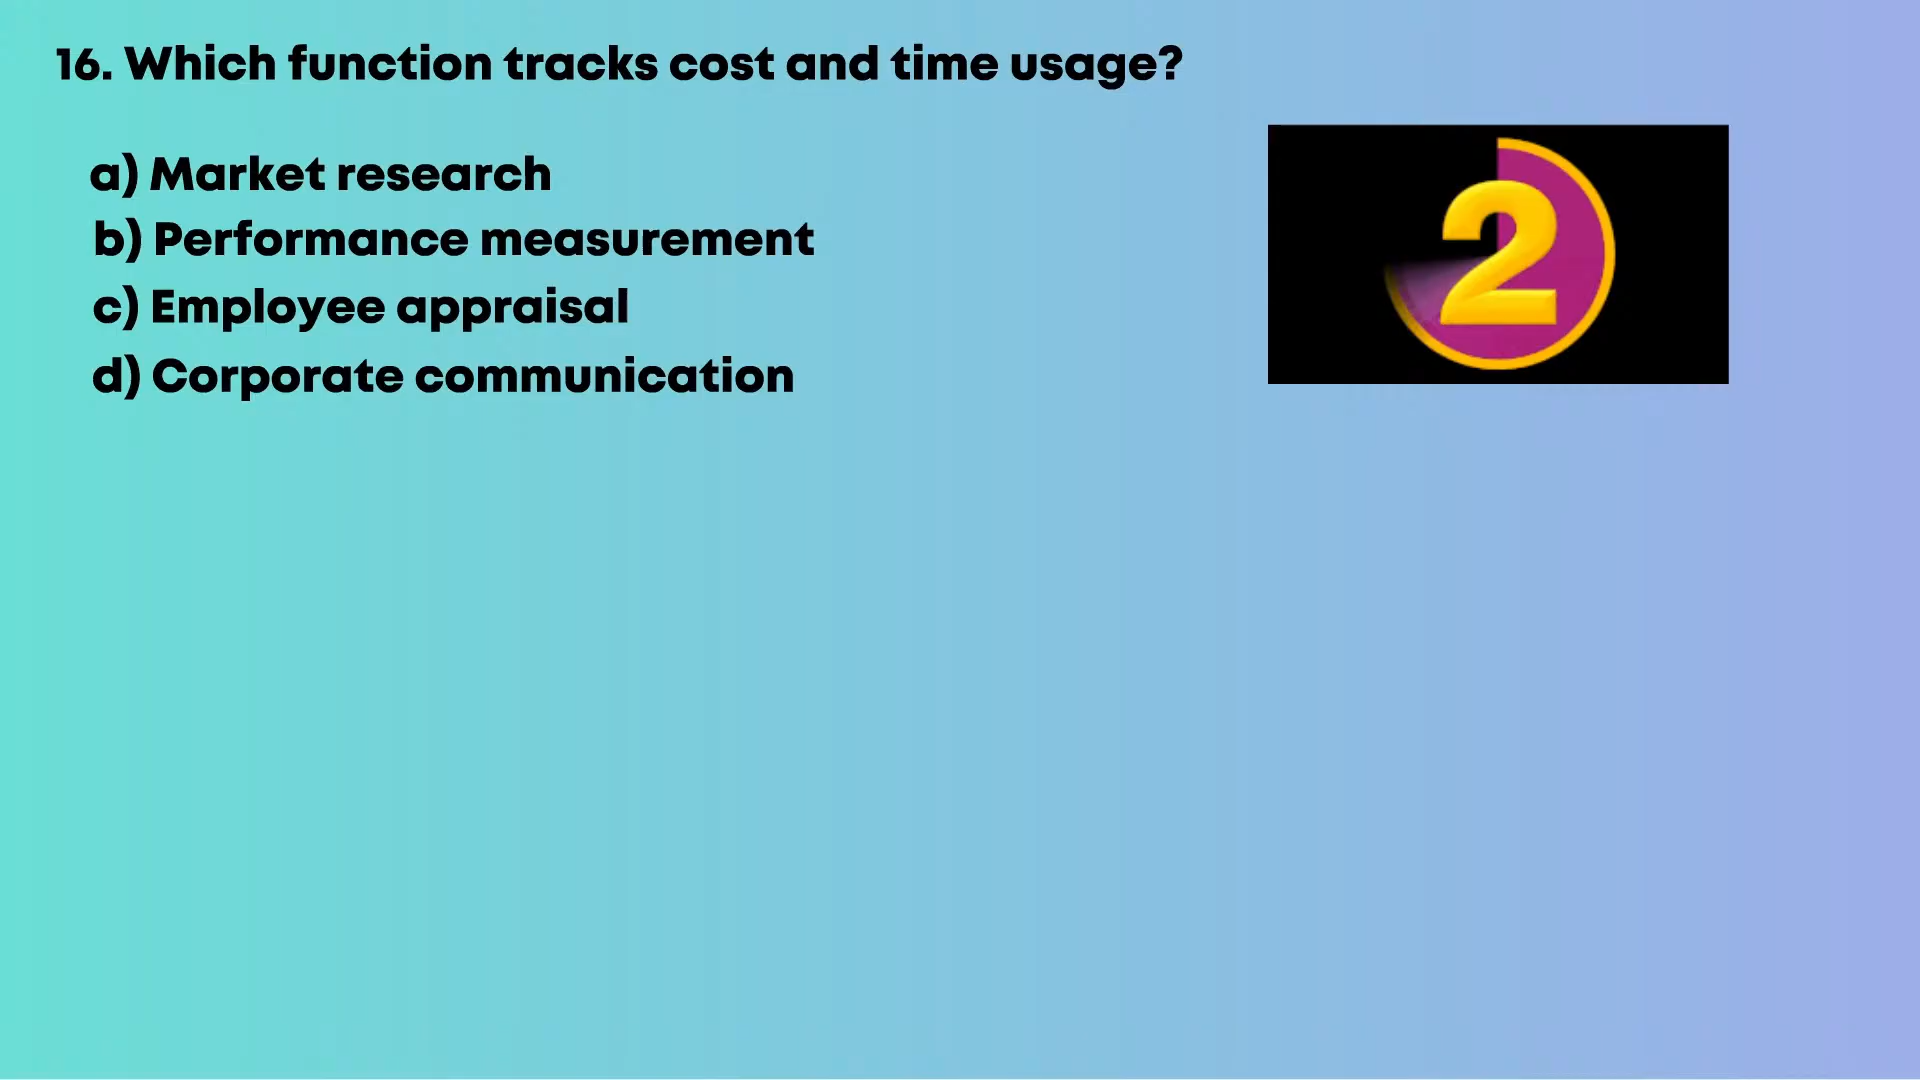 16. Which function tracks cost and time usage?
a) Market research
b) Performance measurement
c) Employee appraisal
d) Corporate communication
2